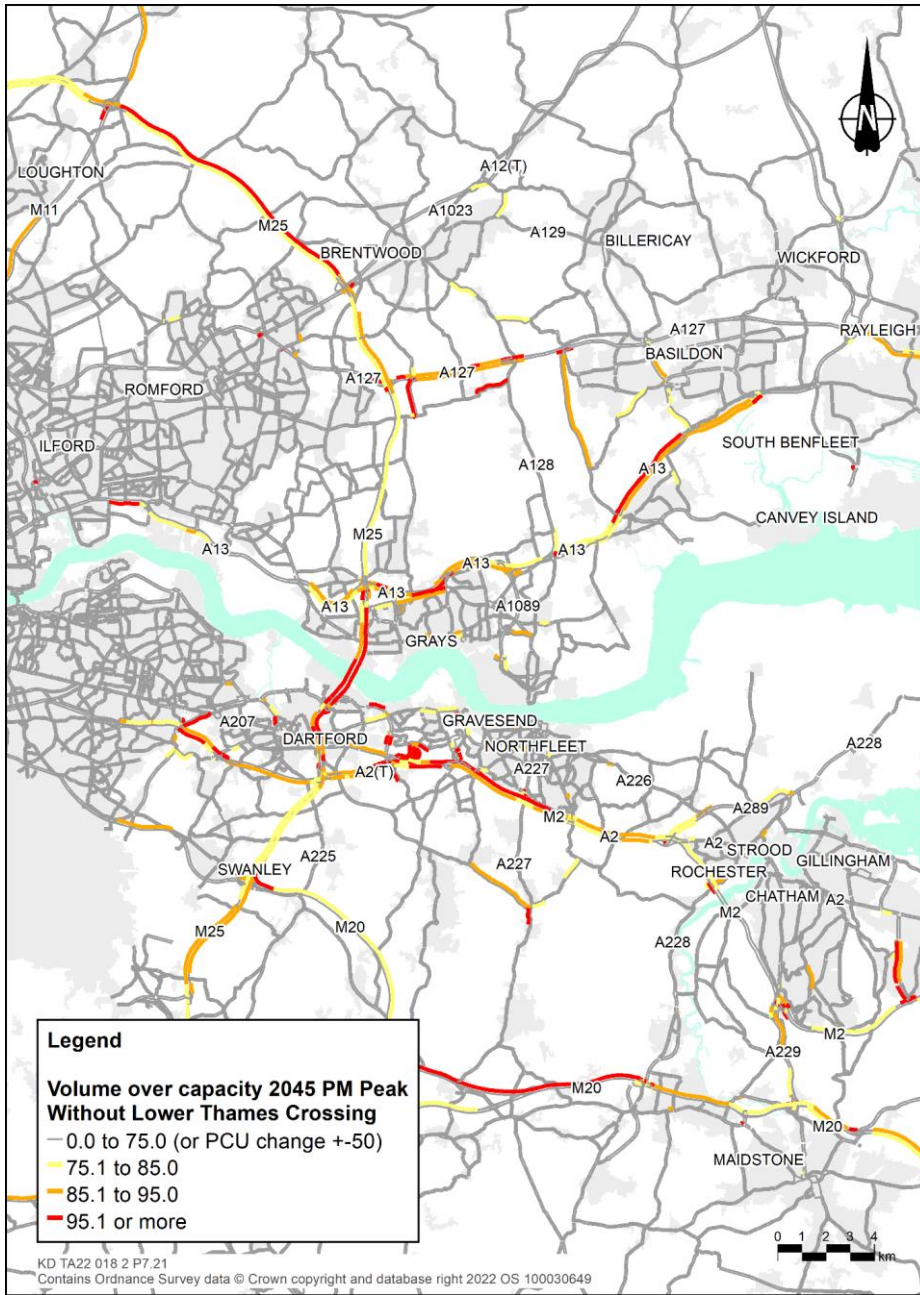 N
A12(T)
LOUGHTON
M11
A1023
M25
A129
BILLERICAY
BRENTWOOD
WICKFORD
A127
RAYLEIGH
BASILDON
A127
A127
ROMFORD
ILFORD
SOUTH BENFLEET
A128
A13
CANVEY ISLAND
M25
A13
A13
A13
A13
A13
A1089
GRAYS
A207
GRAVESEND
DARTFORD
NORTHFLEET
A228
A2(T)
A227
A226
M2
A289
A2
A2
STROOD
A225
GILLINGHAM
SWANLEY
A227
ROCHESTER
CHATHAM
A2
M2
M25
M20
A228
M2
A229
M20
M20
MAIDSTONE
Legend
Volume over capacity 2045 PM Peak
Without Lower Thames Crossing
0.0 to 75.0 (or PCU change +-50)
75.1 to 85.0
85.1 to 95.0
95.1 or more
0 1 2 3 4
km
KD TA22 018 2 P7.21
Contains Ordnance Survey data © Crown copyright and database right 2022 OS 100030649